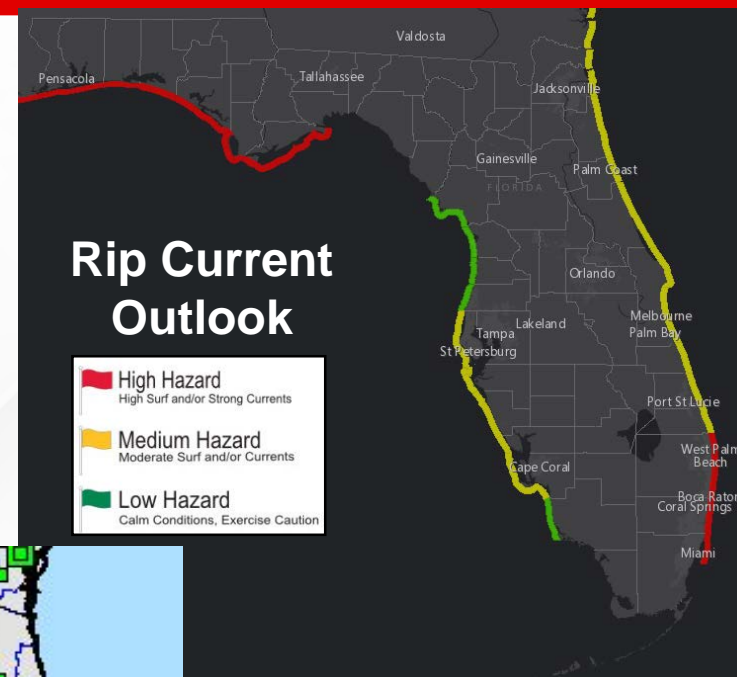 Valdosta
Pensacola
Tallahassee
Jacksonville
Gainesville
Palm Coast
FLORIDA
Rip Current
Outlook
Orlando
Melbourne
Palm Bay
Lakeland
Tampa
St Petersburg
High Hazard
High Surf and/or Strong Currents
Medium Hazard
Moderate Surf and/or Currents
Low Hazard
Calm Conditions, Exercise Caution
Port St Lucie
West Palm
Beach
Cape Coral
Boca Raton
Coral Springs
Miami